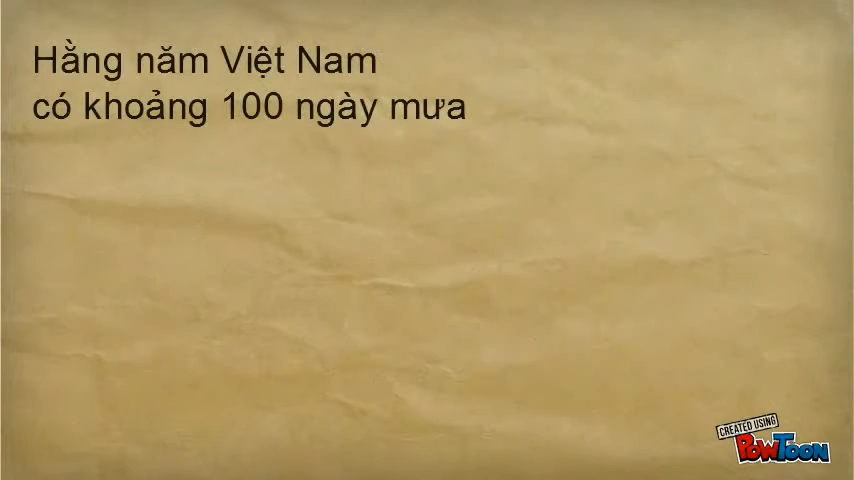 Hằng năm Việt Nam
có khoảng 100 ngày mưa
CREATED USING
POWTOON